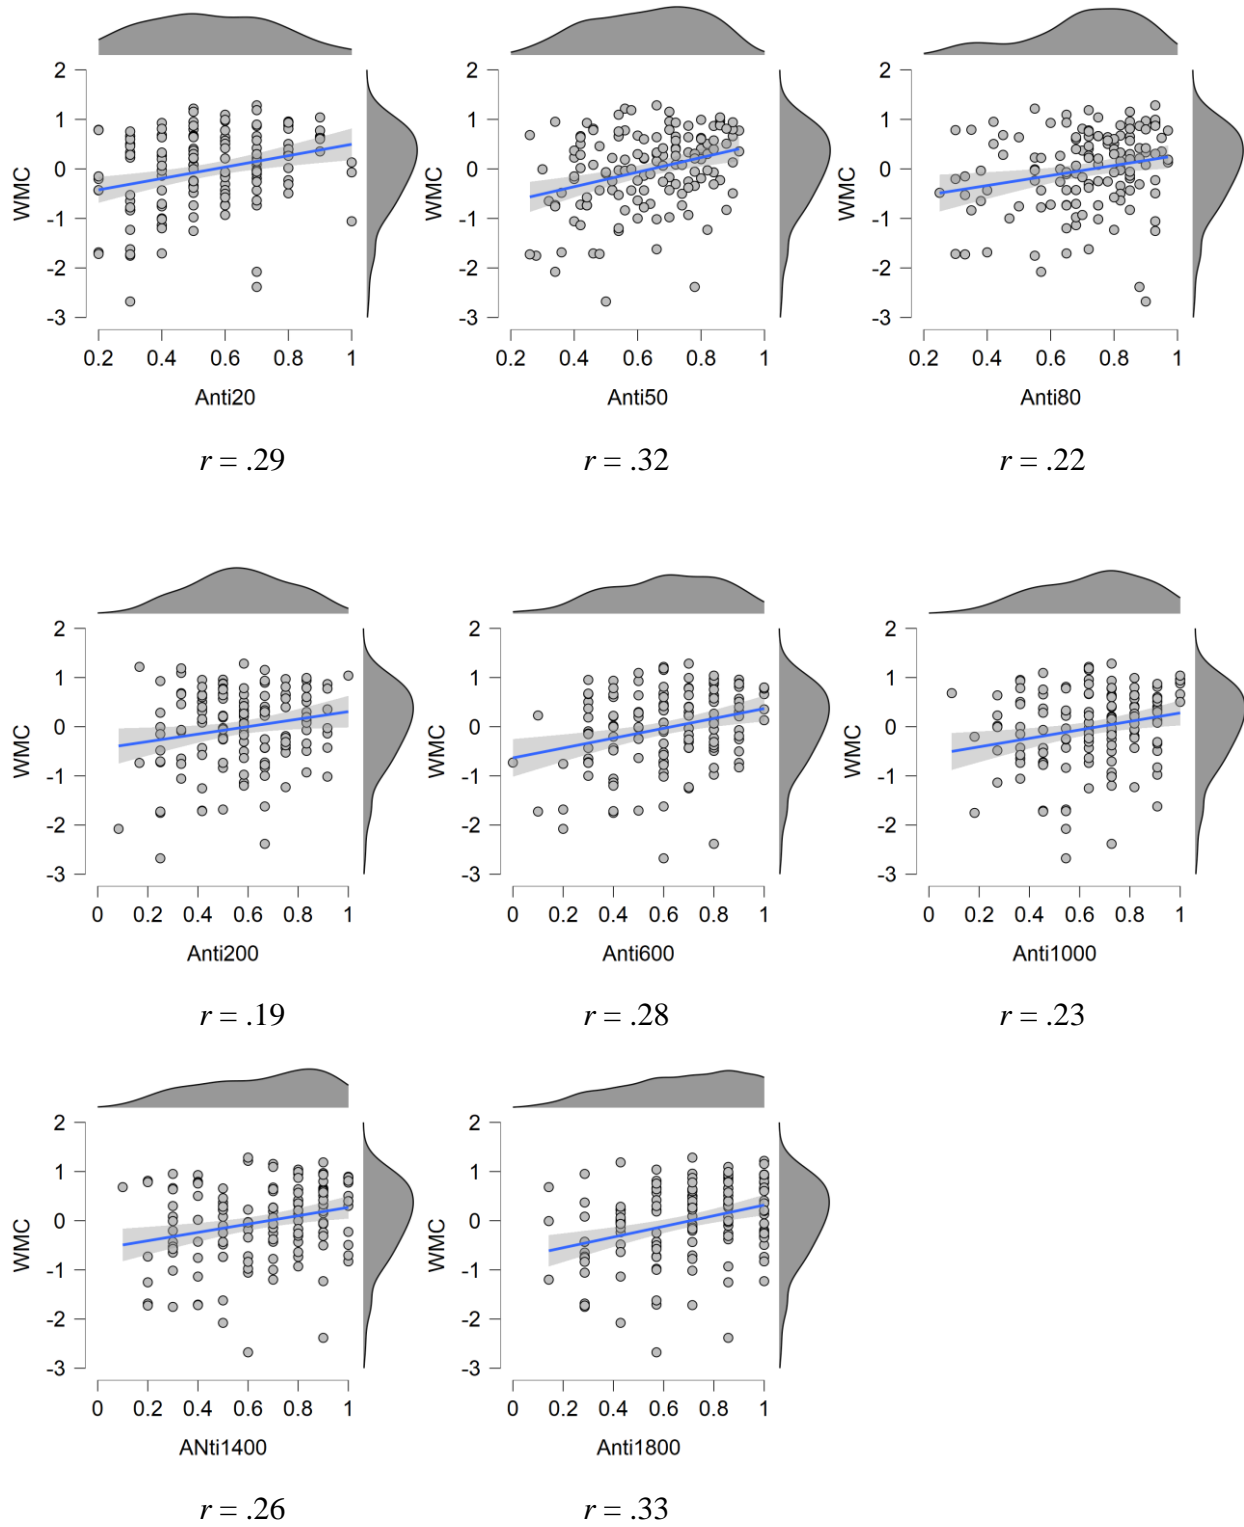 2
1
0
-1
-2
-3
WMC
0.2 0.4 0.6 0.8 1
Anti20
r = .29
2
1
0
-1
-2
-3
WMC
0.2 0.4 0.6 0.8 1
Anti50
r = .32
2
1
0
-1
-2
-3
WMC
0.2 0.4 0.6 0.8 1
Anti80
r = .22
2
1
0
-1
-2
-3
WMC
0 0.2 0.4 0.6 0.8 1
Anti200
r = .19
2
1
0
-1
-2
-3
WMC
0 0.2 0.4 0.6 0.8 1
Anti600
r = .28
2
1
0
-1
-2
-3
WMC
0 0.2 0.4 0.6 0.8 1
Anti1000
r = .23
2
1
0
-1
-2
-3
WMC
0 0.2 0.4 0.6 0.8 1
ANti1400
r = .26
2
1
0
-1
-2
-3
WMC
0 0.2 0.4 0.6 0.8 1
Anti1800
r = .33